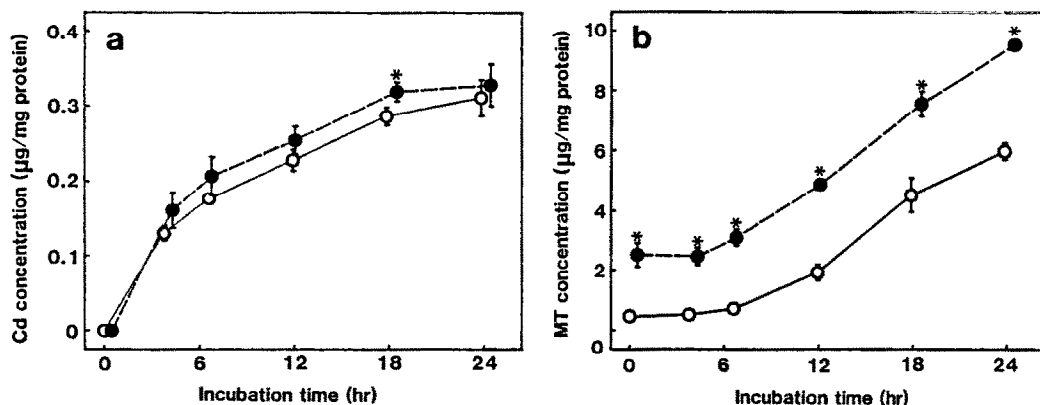 a
Cd concentration (µg/mg protein)
0.4
0.3
0.2
0.1
0
0 6 12 18 24
Incubation time (hr)
*
b
MT concentration (µg/mg protein)
10
8
6
4
2
0
0 6 12 18 24
Incubation time (hr)
* * * * * *